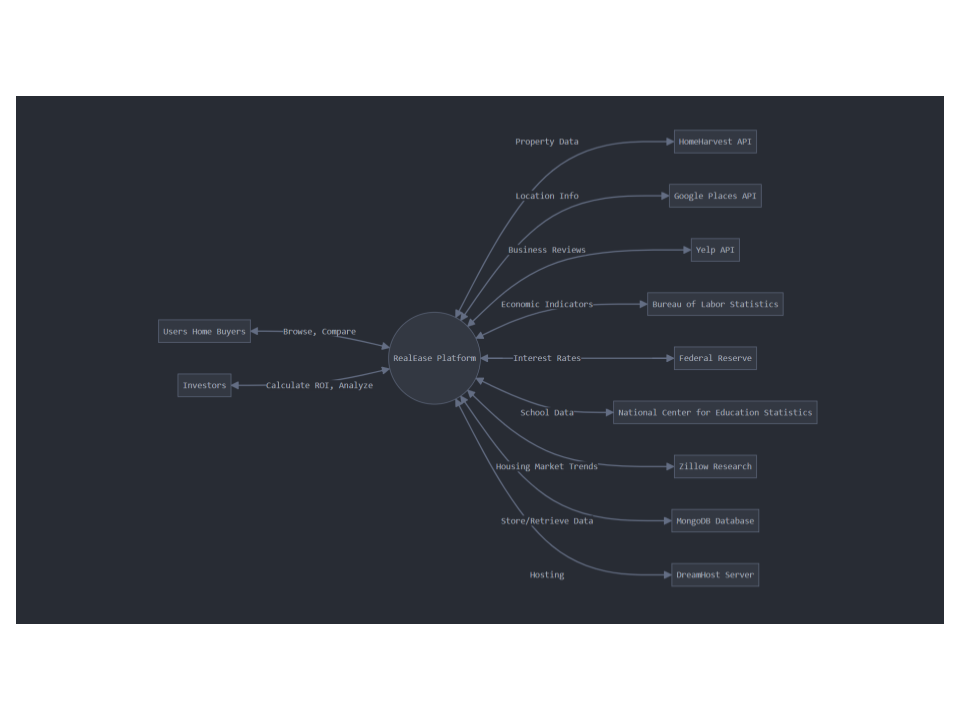 Property Data
HomeHarvest API
Location Info
Google Places API
Business Reviews
Yelp API
Economic Indicators
Bureau of Labor Statistics
Users Home Buyers
Browse, Compare
RealEase Platform
Interest Rates
Federal Reserve
Investors
Calculate ROI, Analyze
School Data
National Center for Education Statistics
Housing Market Trends
Zillow Research
Store/Retrieve Data
MongoDB Database
Hosting
DreamHost Server